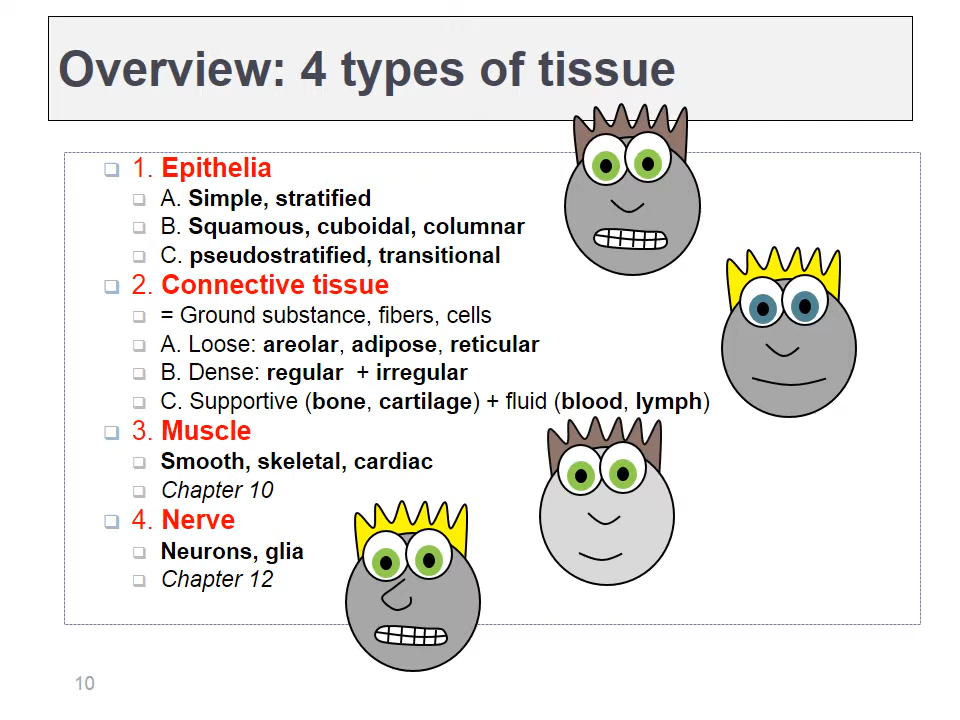 Overview: 4 types of tissue
1. Epithelia
A. Simple, stratified
B. Squamous, cuboidal, columnar
C. pseudostratified, transitional
2. Connective tissue
= Ground substance, fibers, cells
A. Loose: areolar, adipose, reticular
B. Dense: regular + irregular
C. Supportive (bone, cartilage) + fluid (blood, lymph)
3. Muscle
Smooth, skeletal, cardiac
Chapter 10
4. Nerve
Neurons, glia
Chapter 12
10